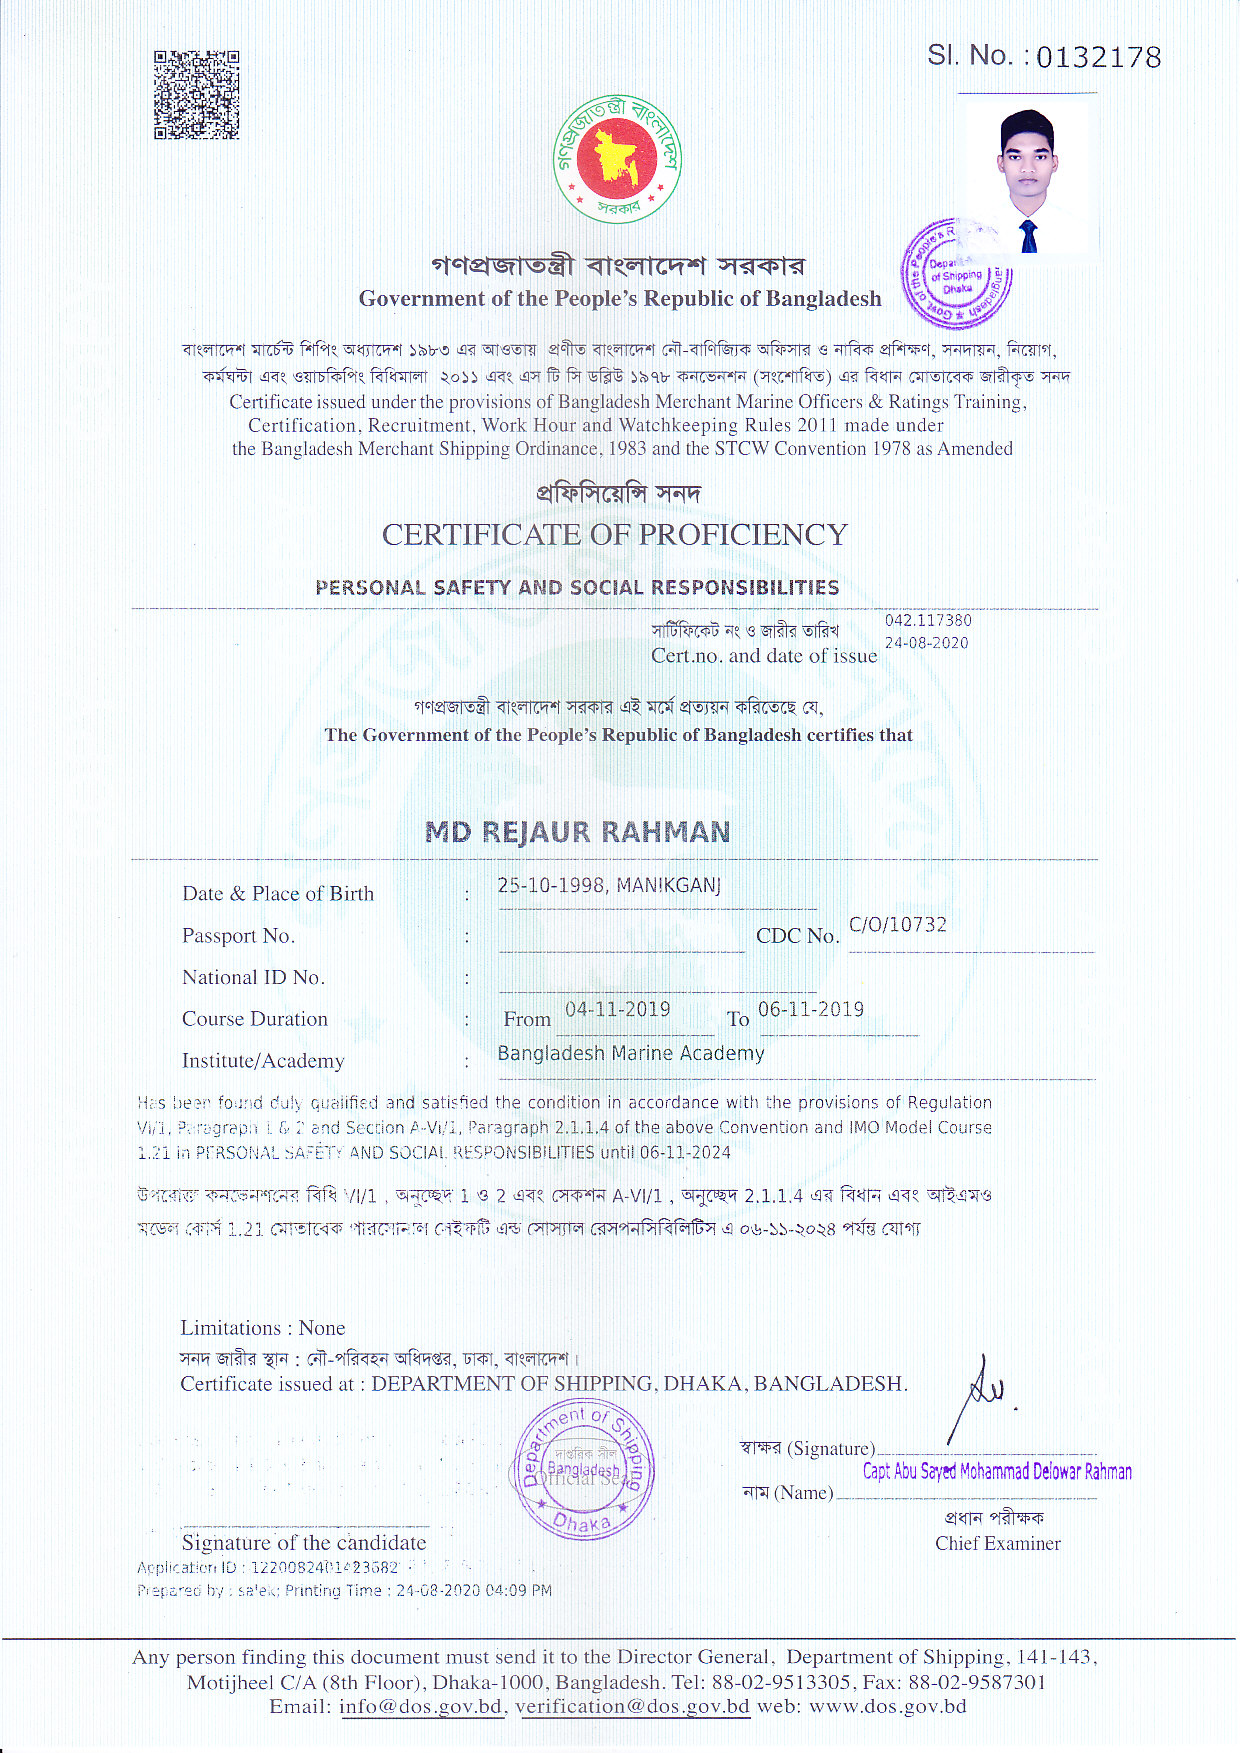 Sl. No. : 0132178
গণপ্রজাতন্ত্রী বাংলাদেশ
সরকার
Department of Shipping Dhaka
গণপ্রজাতন্ত্রী বাংলাদেশ সরকার
Government of the People's Republic of Bangladesh
বাংলাদেশ মার্চেন্ট শিপিং অধ্যাদেশ ১৯৮৩ এর আওতায় প্রণীত বাংলাদেশ নৌ-বাণিজ্যিক অফিসার ও নাবিক প্রশিক্ষণ, সনদায়ন, নিয়োগ,
কর্মঘন্টা এবং ওয়াচকিপিং বিধিমালা ২০১১ এবং এস টি সি ডব্লিউ ১৯৭৮ কনভেনশন (সংশোধিত) এর বিধান মোতাবেক জারীকৃত সনদ
Certificate issued under the provisions of Bangladesh Merchant Marine Officers & Ratings Training,
Certification, Recruitment, Work Hour and Watchkeeping Rules 2011 made under
the Bangladesh Merchant Shipping Ordinance, 1983 and the STCW Convention 1978 as Amended
প্রফিসিয়েন্সি সনদ
CERTIFICATE OF PROFICIENCY
PERSONAL SAFETY AND SOCIAL RESPONSIBILITIES
সার্টিফিকেট নং ও জারীর তারিখ 042.117380
Cert.no. and date of issue 24-08-2020
গণপ্রজাতন্ত্রী বাংলাদেশ সরকার এই মর্মে প্রত্যয়ন করিতেছে যে,
The Government of the People's Republic of Bangladesh certifies that
MD REJAUR RAHMAN
Date & Place of Birth : 25-10-1998, MANIKGANJ
Passport No. : CDC No. C/O/10732
National ID No. :
Course Duration : From 04-11-2019 To 06-11-2019
Institute/Academy : Bangladesh Marine Academy
Has been found duly qualified and satisfied the condition in accordance with the provisions of Regulation
VI/1, Paragraph 1 & 2 and Section A-VI/1, Paragraph 2.1.1.4 of the above Convention and IMO Model Course
1.21 in PERSONAL SAFETY AND SOCIAL RESPONSIBILITIES until 06-11-2024
উপরোক্ত কনভেনশনের বিধি VI/1 , অনুচ্ছেদ 1 ও 2 এবং সেকশন A-VI/1 , অনুচ্ছেদ 2.1.1.4 এর বিধান এবং আইএমও
মডেল কোর্স 1.21 মোতাবেক পারসোনাল সেইফটি এন্ড সোস্যাল রেসপনসিবিলিটিস এ ০৬-১১-২০২৪ পর্যন্ত যোগ্য
Limitations : None
সনদ জারীর স্থান : নৌ-পরিবহন অধিদপ্তর, ঢাকা, বাংলাদেশ।
Certificate issued at : DEPARTMENT OF SHIPPING, DHAKA, BANGLADESH.
Department of Shipping
দাপ্তরিক সীল
Bangladesh
Official Seal
Dhaka
স্বাক্ষর (Signature)
Capt Abu Sayed Mohammad Delowar Rahman
নাম (Name)
প্রধান পরীক্ষক
Signature of the candidate Chief Examiner
Application ID :
Prepared by : salek; Printing Time : 24-08-2020 04:09 PM
Any person finding this document must send it to the Director General, Department of Shipping, 141-143,
Motijheel C/A (8th Floor), Dhaka-1000, Bangladesh. Tel: 88-02-9513305, Fax: 88-02-9587301
Email: info@dos.gov.bd, verification@dos.gov.bd web: www.dos.gov.bd